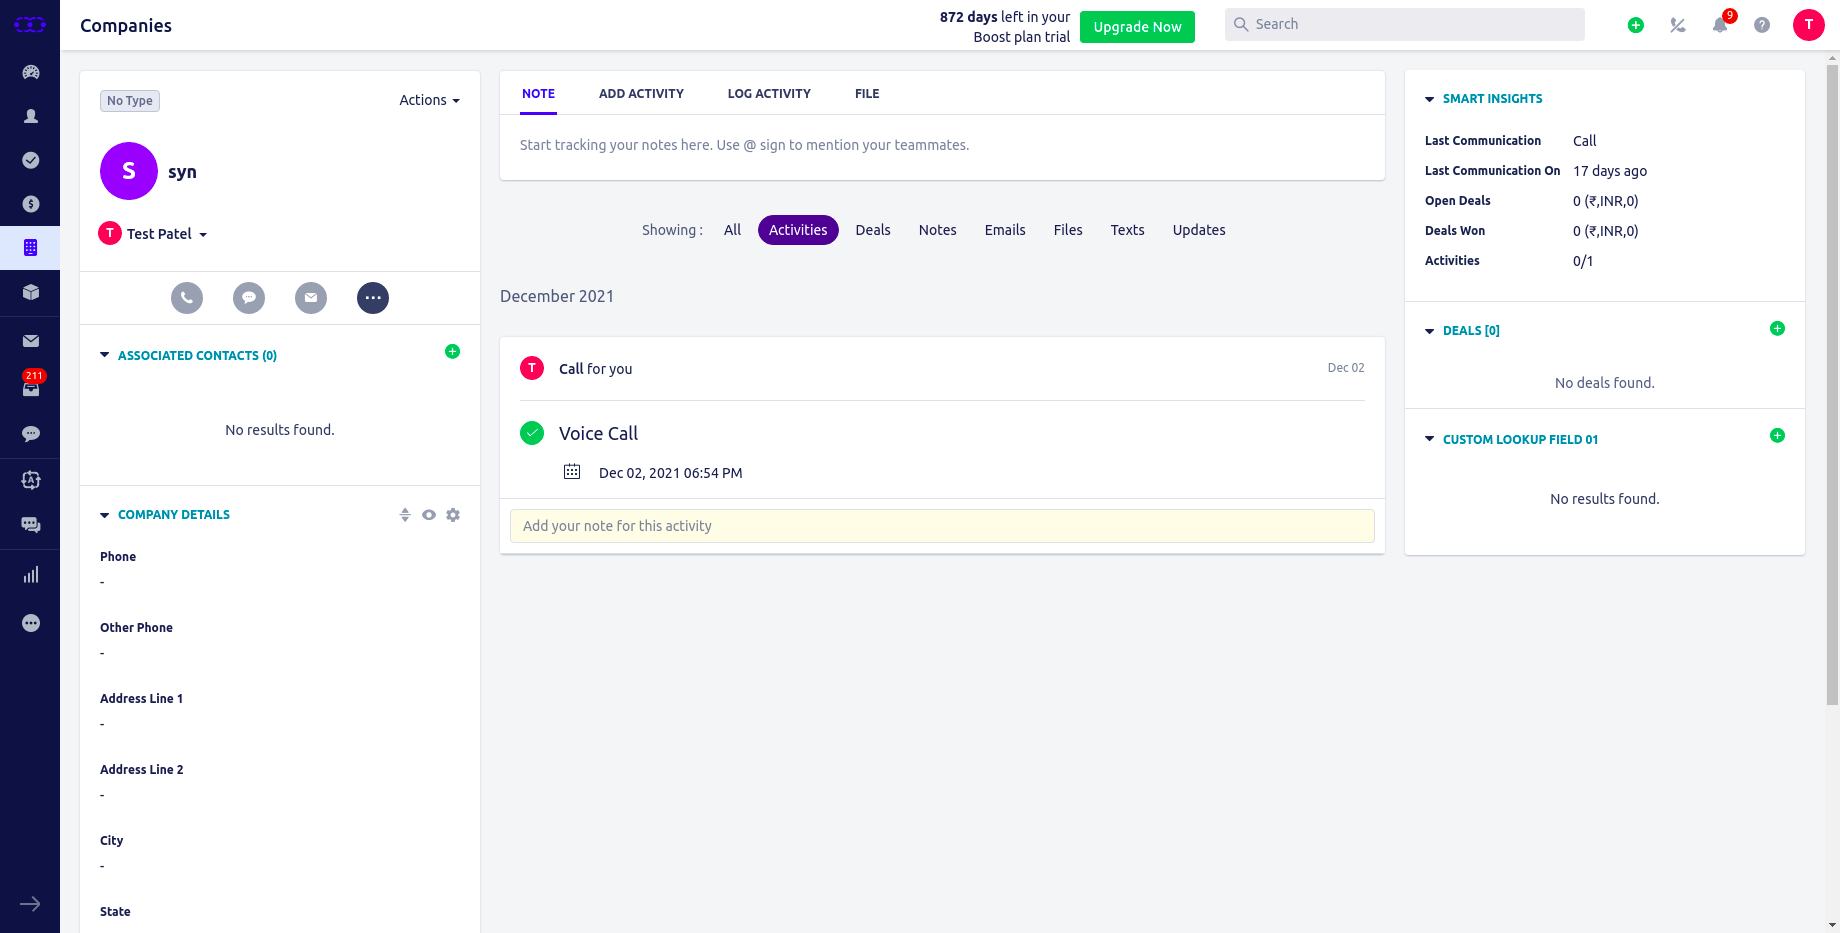 Companies
872 days left in your
Boost plan trial
Upgrade Now
Search
9
T
211
No Type
Actions
S
syn
T
Test Patel
ASSOCIATED CONTACTS (0)
No results found.
COMPANY DETAILS
Phone
-
Other Phone
-
Address Line 1
-
Address Line 2
-
City
-
State
NOTE ADD ACTIVITY LOG ACTIVITY FILE
Start tracking your notes here. Use @ sign to mention your teammates.
Showing : All Activities Deals Notes Emails Files Texts Updates
December 2021
T
Call for you
Dec 02
Voice Call
Dec 02, 2021 06:54 PM
Add your note for this activity
SMART INSIGHTS
Last Communication Call
Last Communication On 17 days ago
Open Deals 0 (₹,INR,0)
Deals Won 0 (₹,INR,0)
Activities 0/1
DEALS [0]
No deals found.
CUSTOM LOOKUP FIELD 01
No results found.